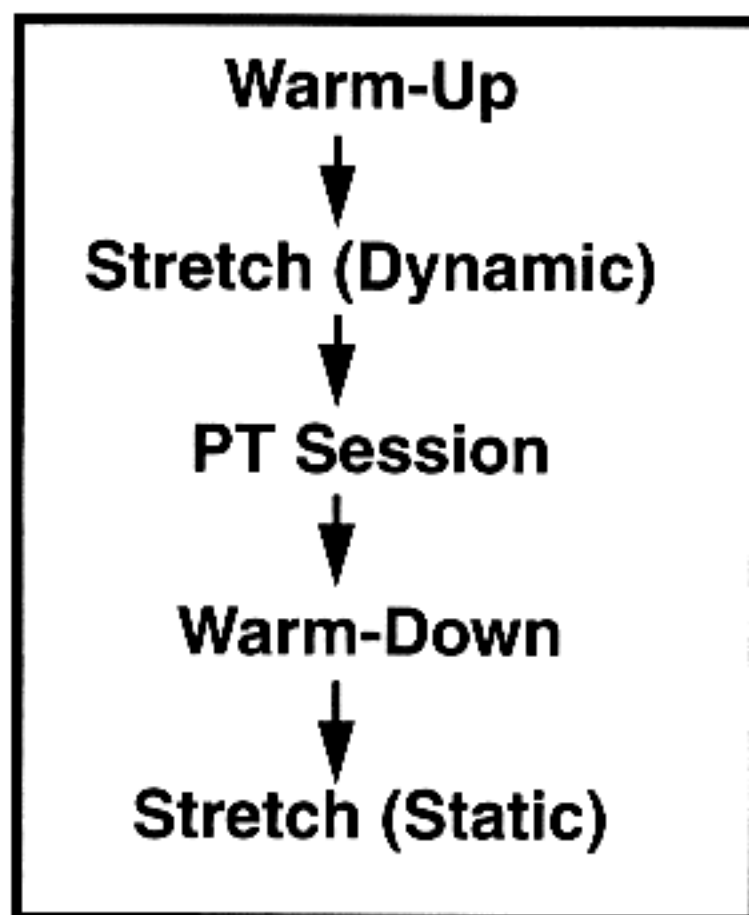 Warm-Up
Stretch (Dynamic)
PT Session
Warm-Down
Stretch (Static)